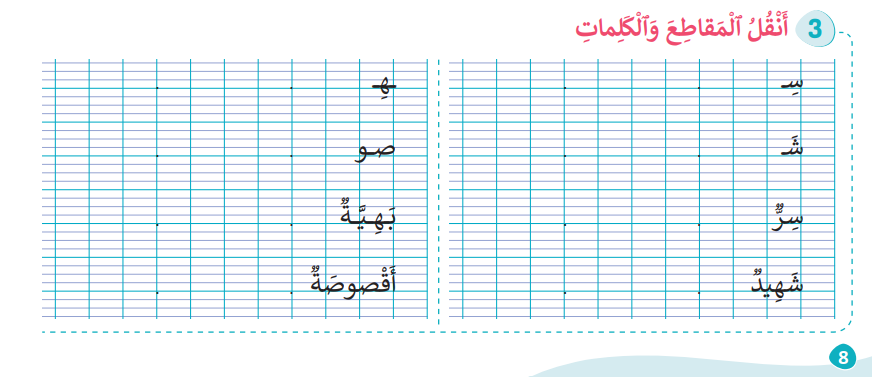 3 أَنْقُلُ ٱلْمَقاطِعَ وَٱلْكَلِماتِ
سِـ
شَـ
سِرٌّ
شَهِيدٌ
ـهِـ
صو
بَهِيَّةٌ
أَقْصوصَةٌ
8